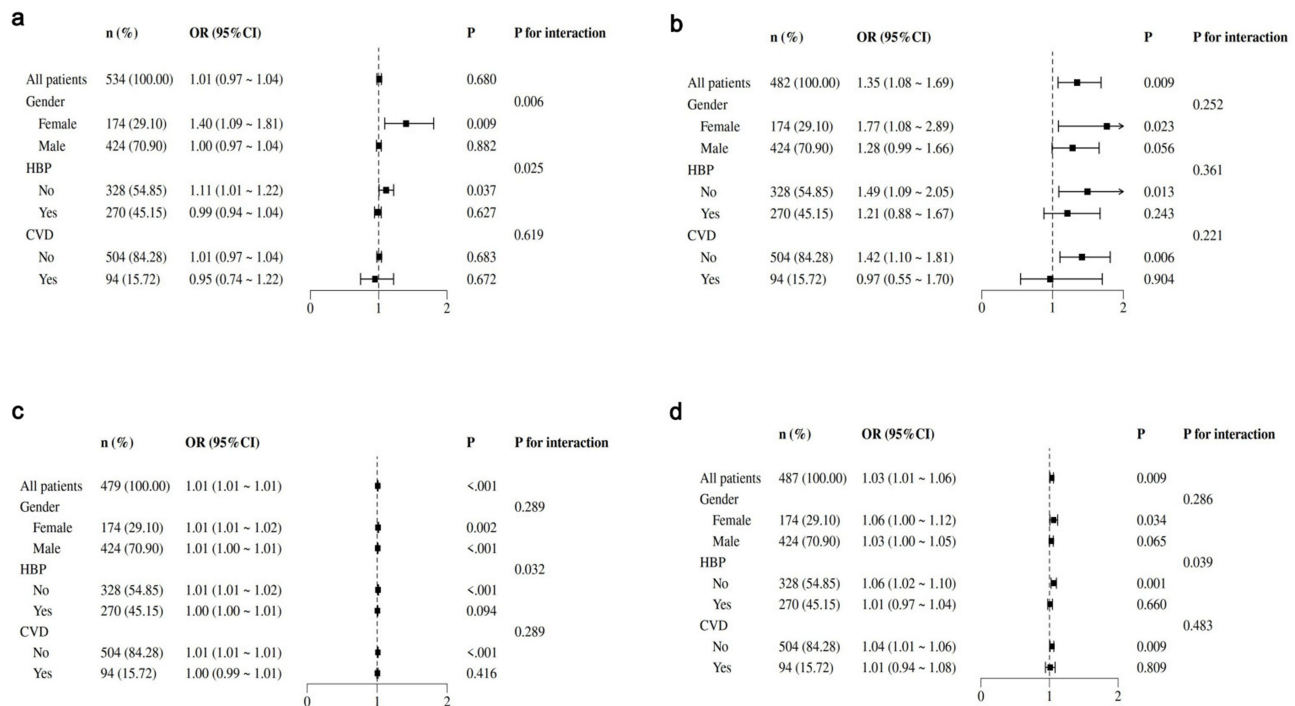 a
n (%) OR (95%CI) P P for interaction
All patients 534 (100.00) 1.01 (0.97 ~ 1.04) 0.680
Gender 0.006
Female 174 (29.10) 1.40 (1.09 ~ 1.81) 0.009
Male 424 (70.90) 1.00 (0.97 ~ 1.04) 0.882
HBP 0.025
No 328 (54.85) 1.11 (1.01 ~ 1.22) 0.037
Yes 270 (45.15) 0.99 (0.94 ~ 1.04) 0.627
CVD 0.619
No 504 (84.28) 1.01 (0.97 ~ 1.04) 0.683
Yes 94 (15.72) 0.95 (0.74 ~ 1.22) 0.672
0 1 2
b
n (%) OR (95%CI) P P for interaction
All patients 482 (100.00) 1.35 (1.08 ~ 1.69) 0.009
Gender 0.252
Female 174 (29.10) 1.77 (1.08 ~ 2.89) 0.023
Male 424 (70.90) 1.28 (0.99 ~ 1.66) 0.056
HBP 0.361
No 328 (54.85) 1.49 (1.09 ~ 2.05) 0.013
Yes 270 (45.15) 1.21 (0.88 ~ 1.67) 0.243
CVD 0.221
No 504 (84.28) 1.42 (1.10 ~ 1.81) 0.006
Yes 94 (15.72) 0.97 (0.55 ~ 1.70) 0.904
0 1 2
c
n (%) OR (95%CI) P P for interaction
All patients 479 (100.00) 1.01 (1.01 ~ 1.01) <.001
Gender 0.289
Female 174 (29.10) 1.01 (1.01 ~ 1.02) 0.002
Male 424 (70.90) 1.01 (1.00 ~ 1.01) <.001
HBP 0.032
No 328 (54.85) 1.01 (1.01 ~ 1.02) <.001
Yes 270 (45.15) 1.00 (1.00 ~ 1.01) 0.094
CVD 0.289
No 504 (84.28) 1.01 (1.01 ~ 1.01) <.001
Yes 94 (15.72) 1.00 (0.99 ~ 1.01) 0.416
0 1 2
d
n (%) OR (95%CI) P P for interaction
All patients 487 (100.00) 1.03 (1.01 ~ 1.06) 0.009
Gender 0.286
Female 174 (29.10) 1.06 (1.00 ~ 1.12) 0.034
Male 424 (70.90) 1.03 (1.00 ~ 1.05) 0.065
HBP 0.039
No 328 (54.85) 1.06 (1.02 ~ 1.10) 0.001
Yes 270 (45.15) 1.01 (0.97 ~ 1.04) 0.660
CVD 0.483
No 504 (84.28) 1.04 (1.01 ~ 1.06) 0.009
Yes 94 (15.72) 1.01 (0.94 ~ 1.08) 0.809
0 1 2